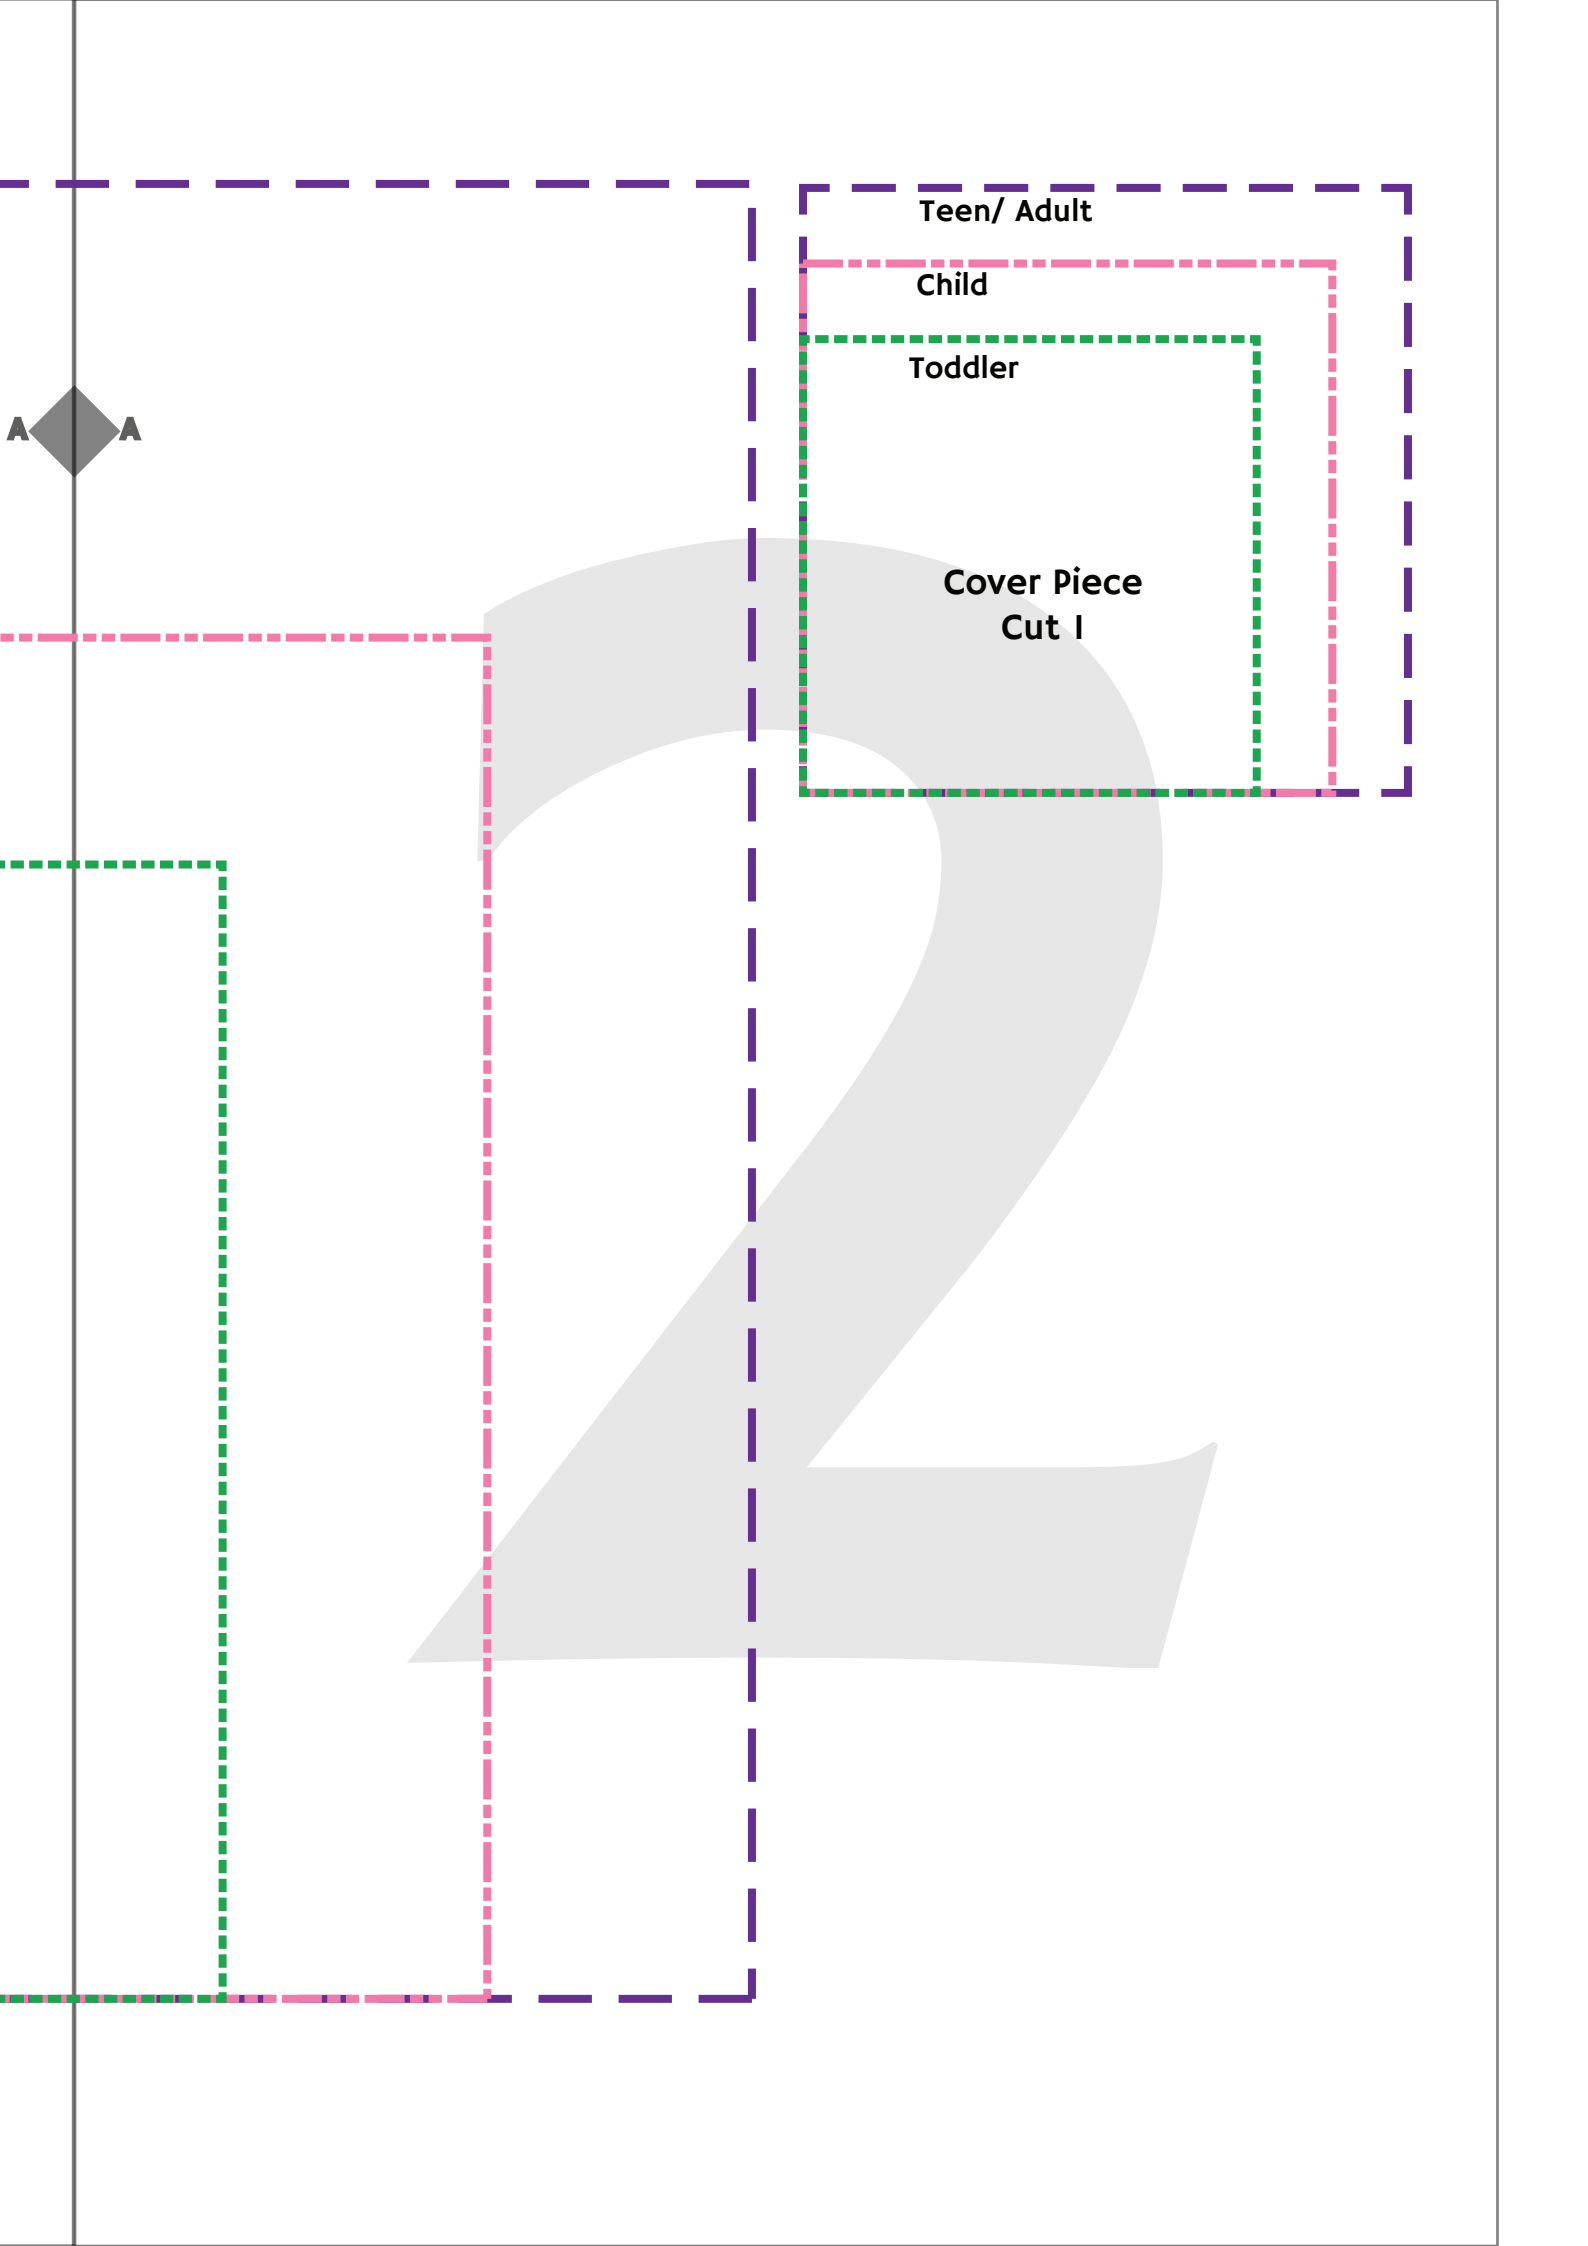 Teen/ Adult
Child
Toddler
A A
Cover Piece
Cut 1
2